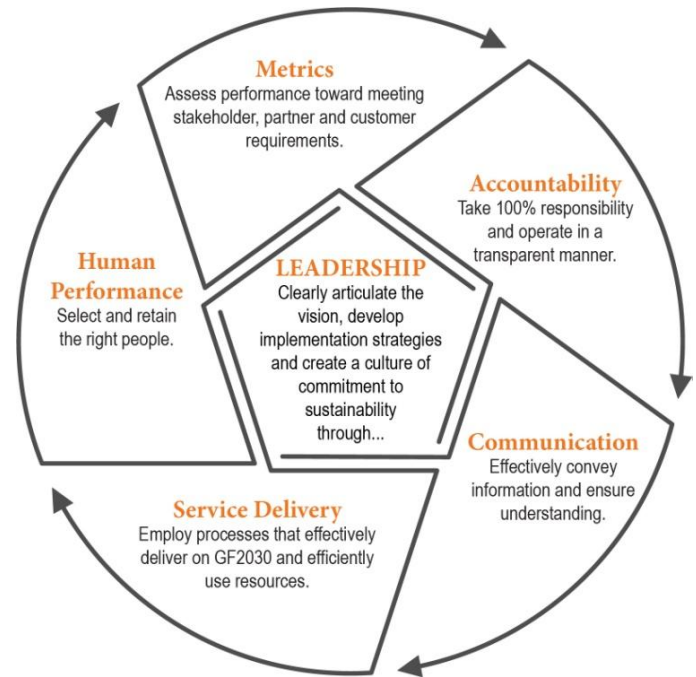 Metrics
Assess performance toward meeting
stakeholder, partner and customer
requirements.
Accountability
Take 100% responsibility
and operate in a
transparent manner.
Human
Performance
Select and retain
the right people.
LEADERSHIP
Clearly articulate the
vision, develop
implementation strategies
and create a culture of
commitment to
sustainability
through...
Communication
Effectively convey
information and ensure
understanding.
Service Delivery
Employ processes that effectively
deliver on GF2030 and efficiently
use resources.